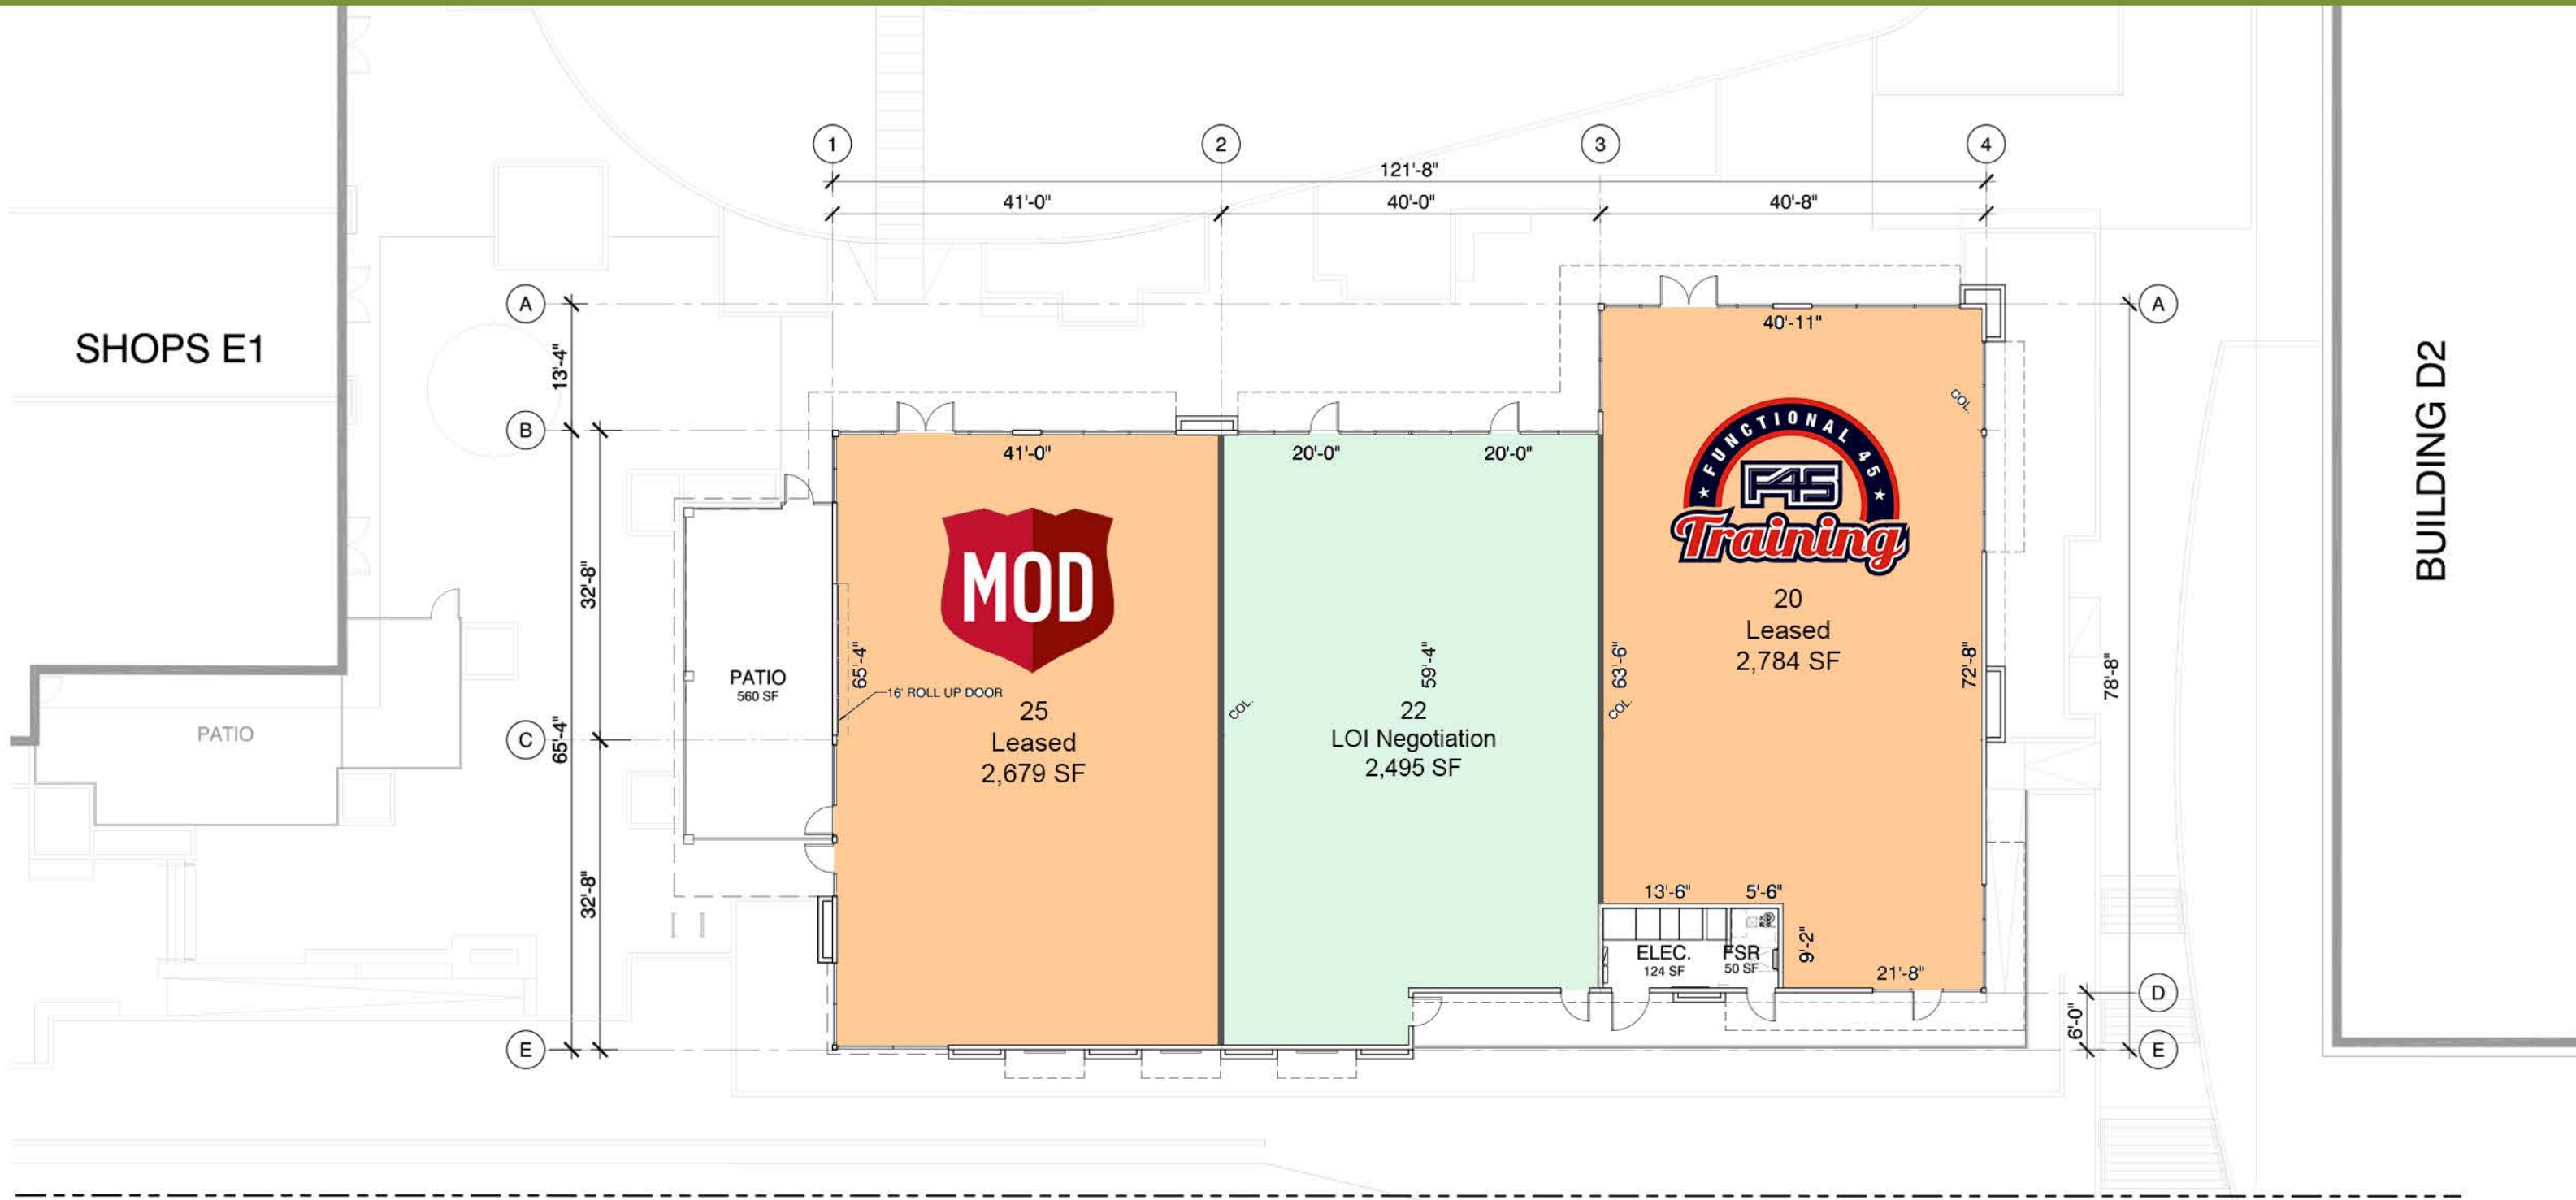 1
2
3
4
121'-8"
41'-0"
40'-0"
40'-8"
A
A
SHOPS E1
13'-4"
40'-11"
BUILDING D2
COL
B
41'-0"
20'-0"
20'-0"
FUNCTIONAL 45
F45
Training
MOD
32'-8"
65'-4"
59'-4"
63'-6"
20
Leased
2,784 SF
72'-8"
78'-8"
PATIO
560 SF
16' ROLL UP DOOR
25
Leased
2,679 SF
COL
22
LOI Negotiation
2,495 SF
COL
PATIO
C
65'-4"
32'-8"
13'-6"
5'-6"
ELEC.
124 SF
FSR
50 SF
9'-2"
21'-8"
D
6'-0"
E
E